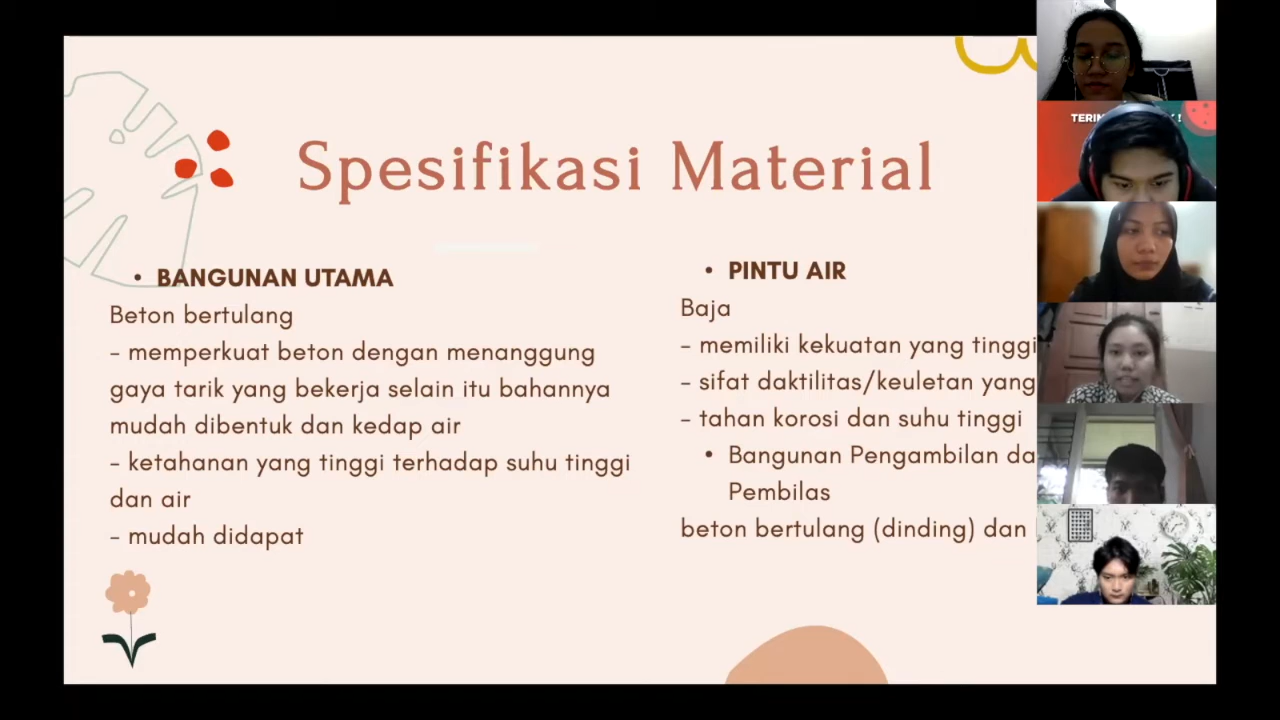 Spesifikasi Material
• BANGUNAN UTAMA
Beton bertulang
- memperkuat beton dengan menanggung
gaya tarik yang bekerja selain itu bahannya
mudah dibentuk dan kedap air
- ketahanan yang tinggi terhadap suhu tinggi
dan air
- mudah didapat
• PINTU AIR
Baja
- memiliki kekuatan yang tinggi
- sifat daktilitas/keuletan yang
- tahan korosi dan suhu tinggi
• Bangunan Pengambilan da
Pembilas
beton bertulang (dinding) dan